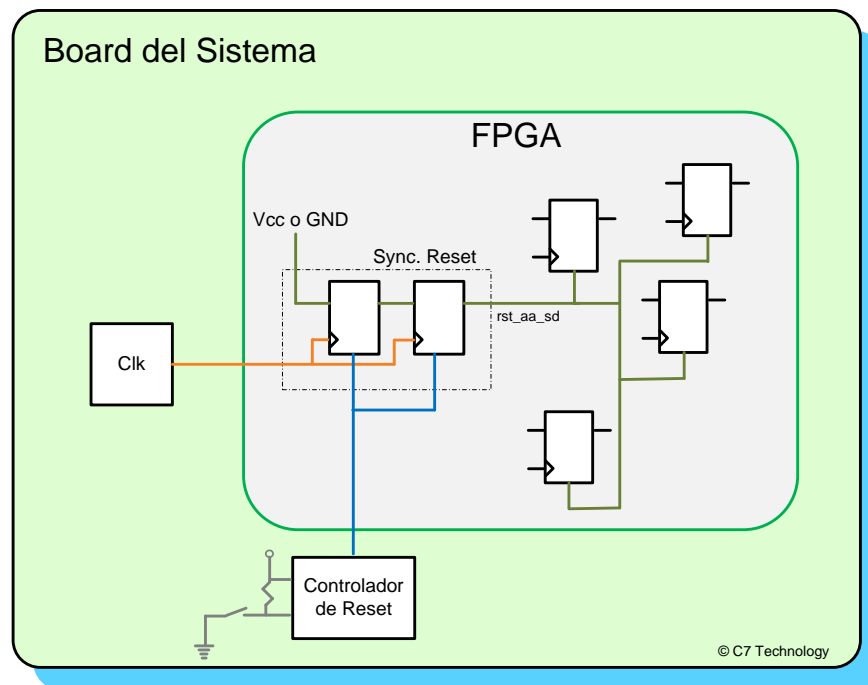 Board del Sistema
FPGA
Vcc o GND
Sync. Reset
rst_aa_sd
Clk
Controlador
de Reset
© C7 Technology